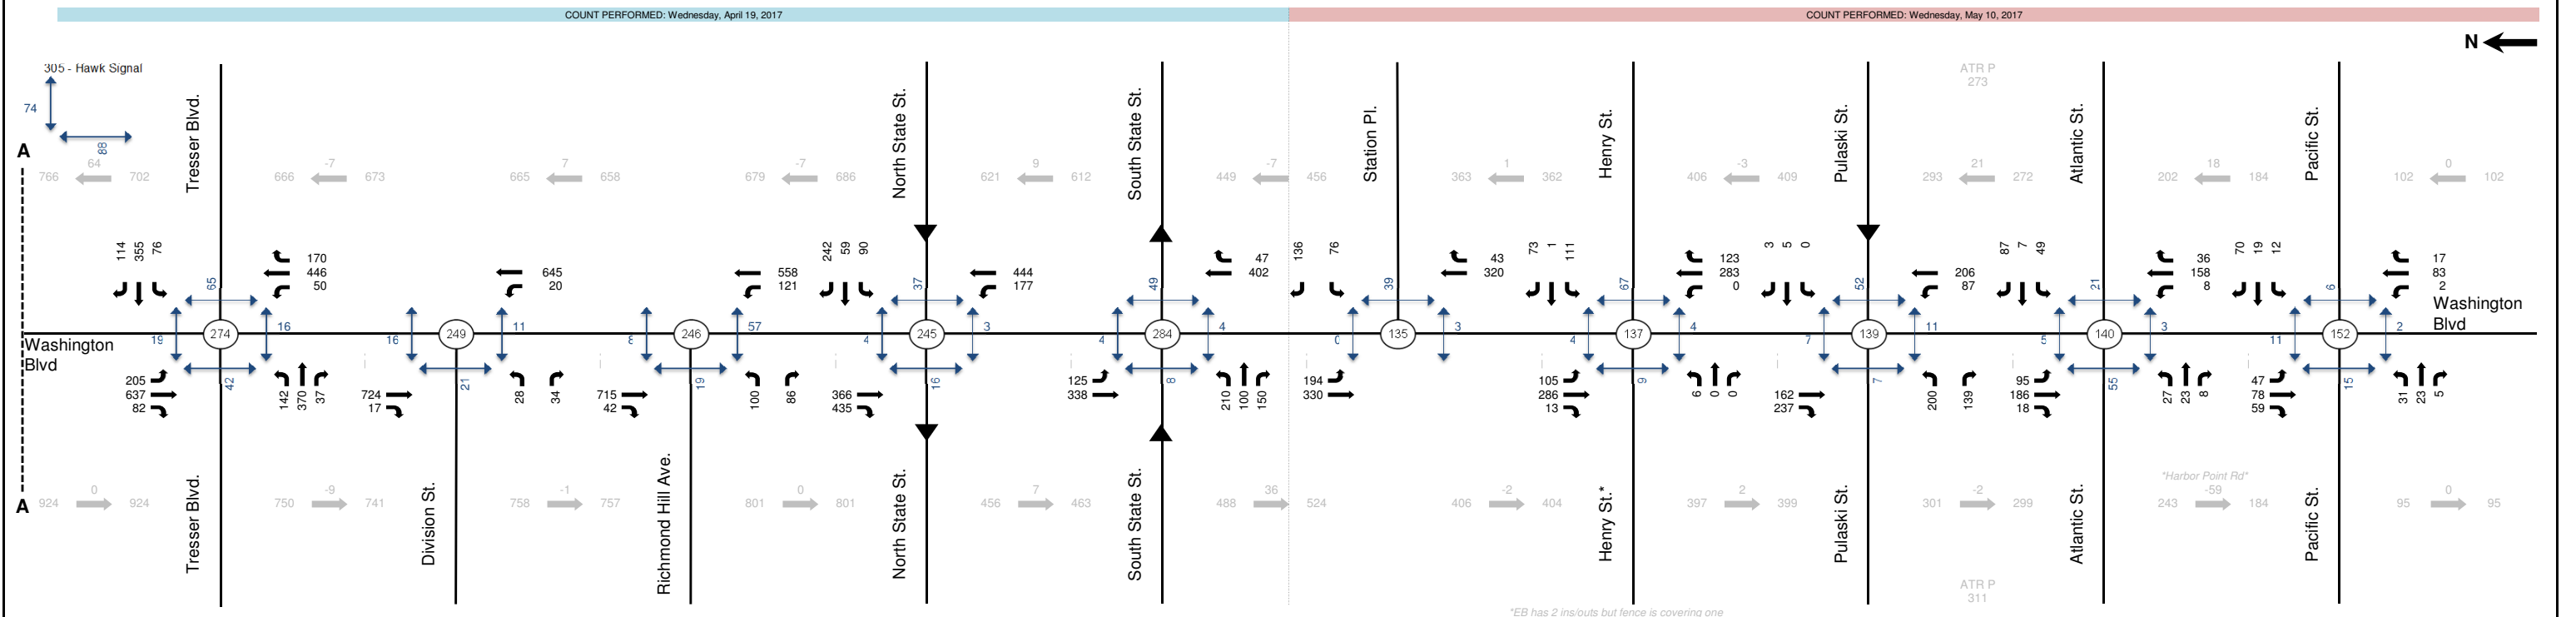 COUNT PERFORMED: Wednesday, April 19, 2017
COUNT PERFORMED: Wednesday, May 10, 2017
N
305 - Hawk Signal
74
88
A
Tresser Blvd.
North State St.
South State St.
Station Pl.
Henry St.
Pulaski St.
ATR P
273
Atlantic St.
Pacific St.
64
766 702
-7
666 673
7
665 658
-7
679 686
9
621 612
-7
449 456
1
363 362
-3
406 409
21
293 272
18
202 184
0
102 102
114 355 76
170
446
50
645
20
558
121
242 59 90
444
177
47
402
136 76
43
320
73 1 111
123
283
0
3 5 0
206
87
87 7 49
36
158
8
70 19 12
17
83
2
65
37
49
39
67
52
21
6
Washington
Blvd
19 274 16
16 249 11
8 246 57
4 245 3
4 284 4
0 135 3
4 137 4
7 139 11
5 140 3
11 152 2
Washington
Blvd
205
637
82
42
142 370 37
724
17
21
28 34
715
42
19
100 86
366
435
16
125
338
8
210 100 150
194
330
105
286
13
9
6 0 0
162
237
7
200 139
95
186
18
55
27 23 8
47
78
59
15
31 23 5
A
Tresser Blvd.
Division St.
Richmond Hill Ave.
North State St.
South State St.
Henry St.*
Pulaski St.
Atlantic St.
Pacific St.
0
924 924
-9
750 741
-1
758 757
0
801 801
7
456 463
36
488 524
-2
406 404
2
397 399
-2
301 299
*Harbor Point Rd*
-59
243 184
0
95 95
ATR P
311
*EB has 2 ins/outs but fence is covering one